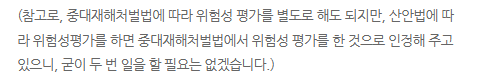 (참고로, 중대재해처벌법에 따라 위험성 평가를 별도로 해도 되지만, 산안법에 따
라 위험성평가를 하면 중대재해처벌법에서 위험성 평가를 한 것으로 인정해 주고
있으니, 굳이 두 번 일을 할 필요는 없겠습니다.)